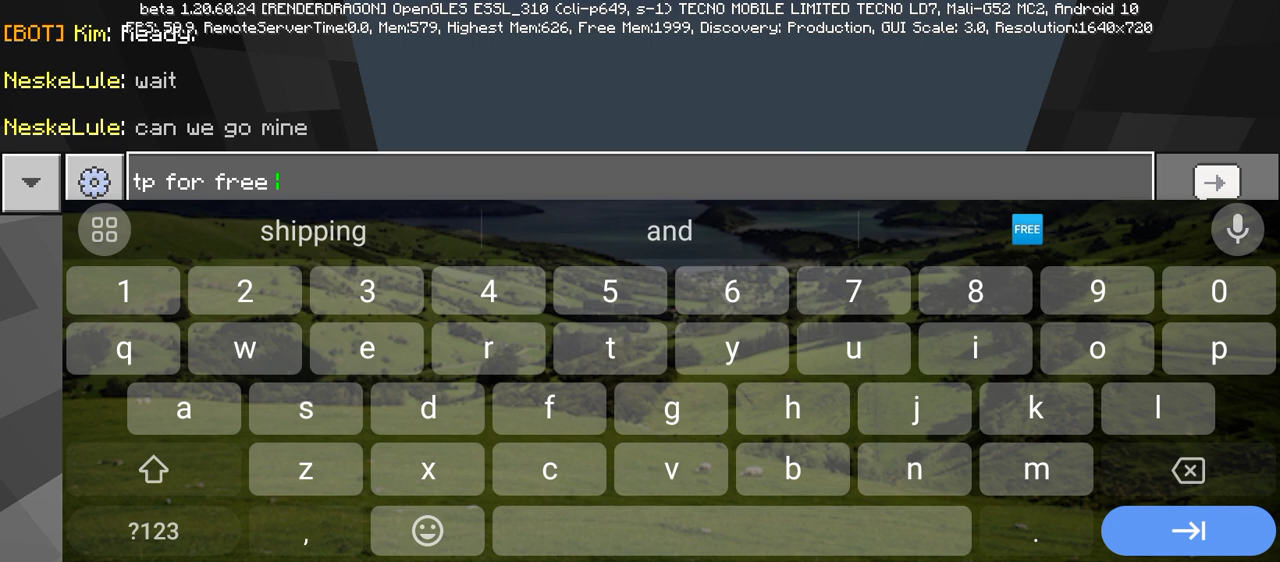 beta 1.20.60.24 [RENDERDRAGON] OpenGLES ESSL_310 (cli-p649, s-1) TECNO MOBILE LIMITED TECNO LD7, Mali-G52 MC2, Android 10
FPS: 59.9, RemoteServerTime:0.0, Mem:579, Highest Mem:626, Free Mem:1999, Discovery: Production, GUI Scale: 3.0, Resolution:1640x720
[BOT] Kim: Ready.
NeskeLule: wait
NeskeLule: can we go mine
tp for free
shipping and FREE
1 2 3 4 5 6 7 8 9 0
q w e r t y u i o p
a s d f g h j k l
z x c v b n m
?123 , .